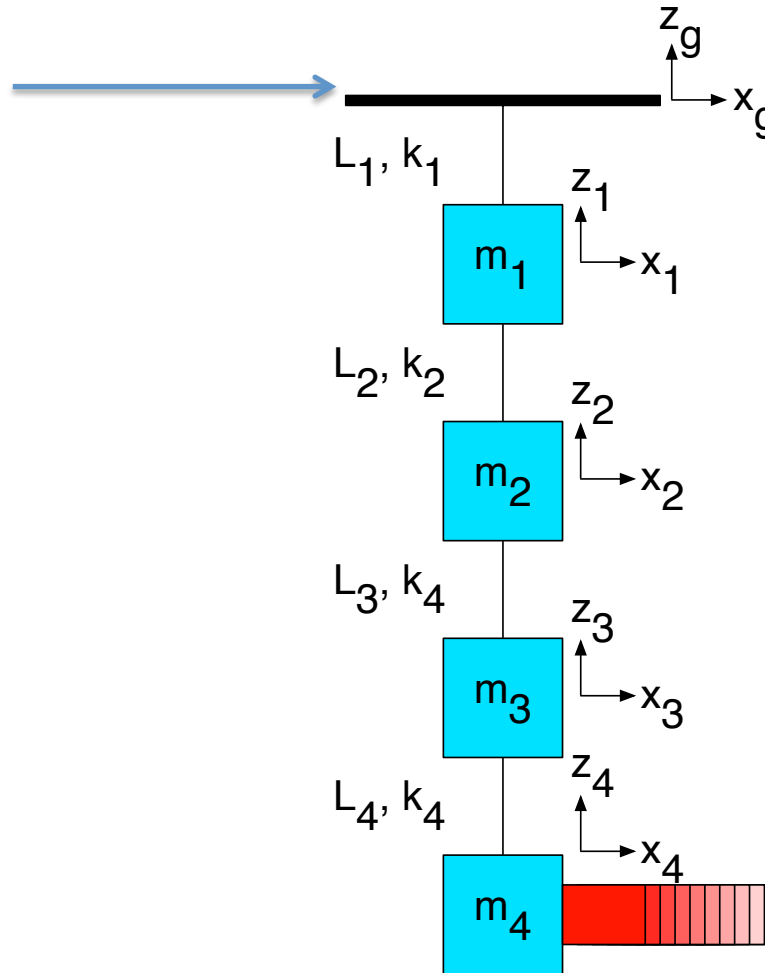 z_g
x_g
L_1, k_1
z_1
m_1
x_1
L_2, k_2
z_2
m_2
x_2
L_3, k_4
z_3
m_3
x_3
L_4, k_4
z_4
x_4
m_4